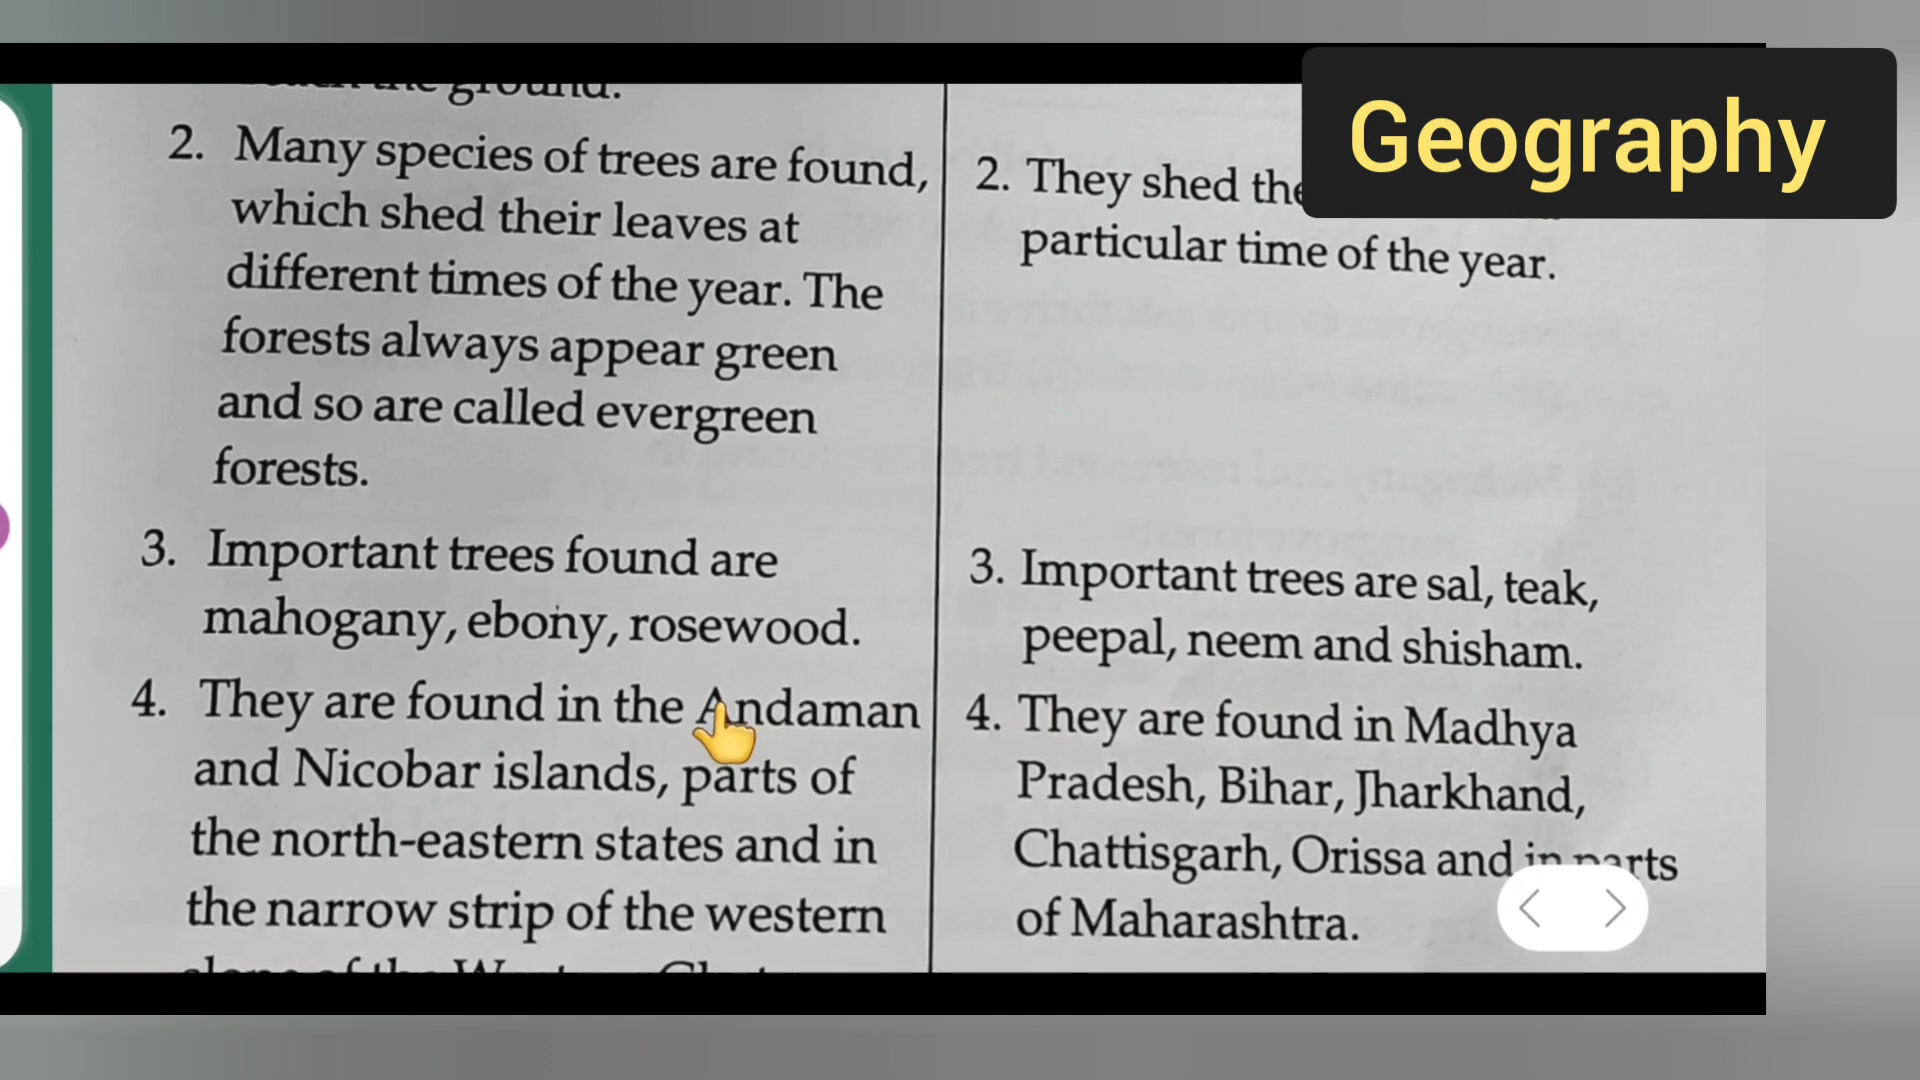 the ground.
Geography
2. Many species of trees are found,
which shed their leaves at
different times of the year. The
forests always appear green
and so are called evergreen
forests.
3. Important trees found are
mahogany, ebony, rosewood.
4. They are found in the Andaman
and Nicobar islands, parts of
the north-eastern states and in
the narrow strip of the western
2. They shed
particular time of the year.
3. Important trees are sal, teak,
peepal, neem and shisham.
4. They are found in Madhya
Pradesh, Bihar, Jharkhand,
Chattisgarh, Orissa and in parts
of Maharashtra.